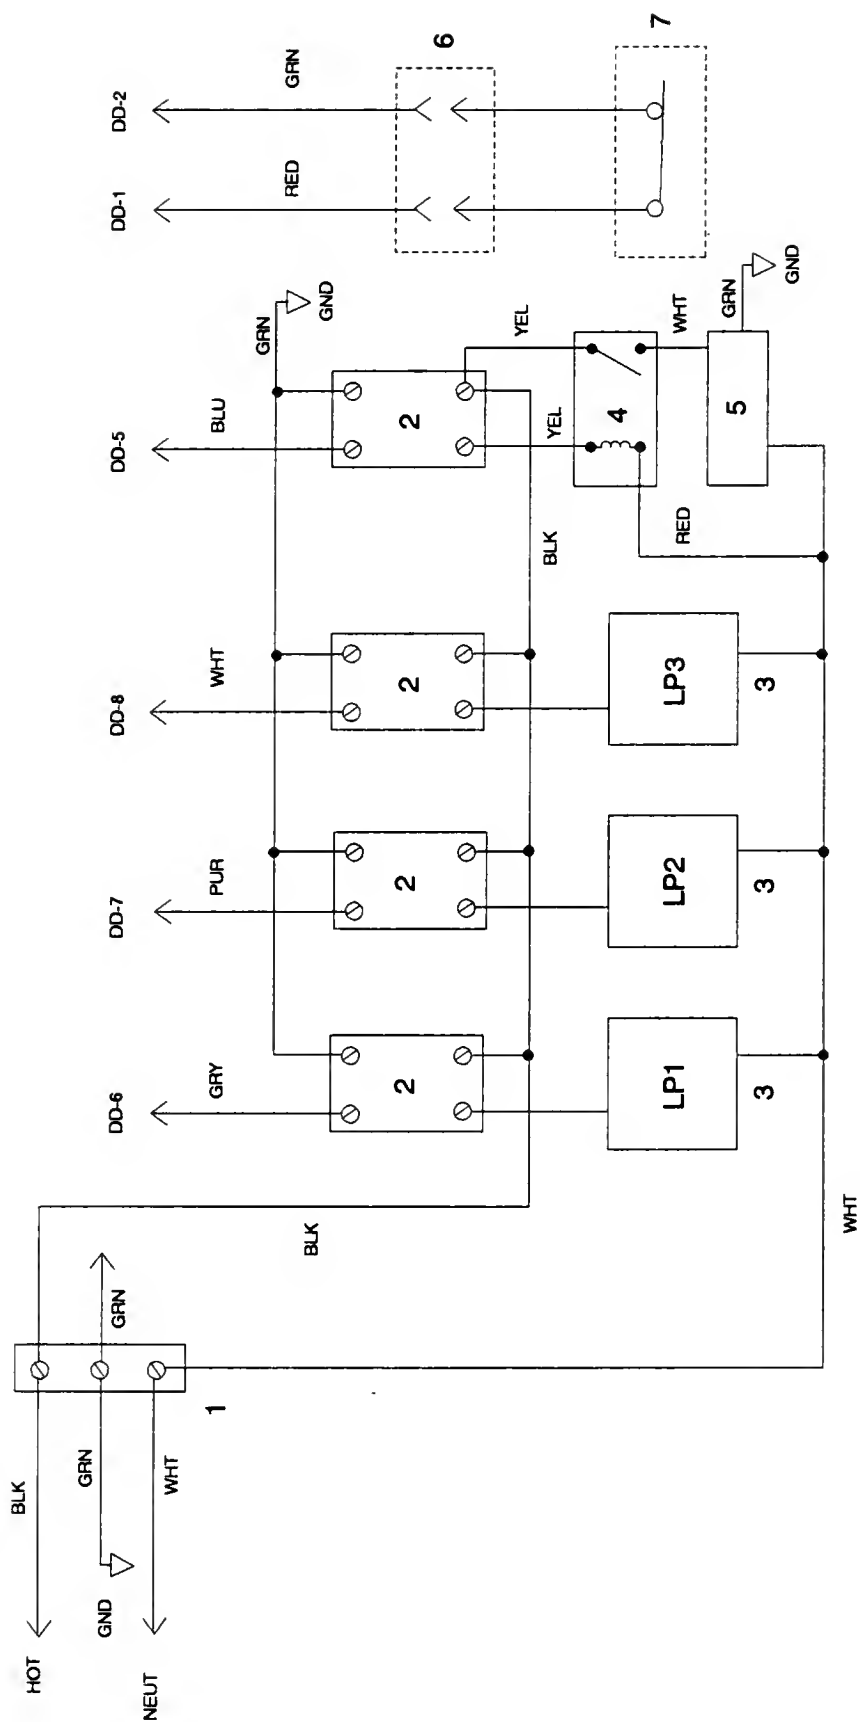 HOT
BLK
GND
GRN
GRN
NEUT
WHT
1
DD-6
DD-7
DD-8
DD-5
DD-1
DD-2
GRY
PUR
WHT
BLU
GRN
GND
RED
GRN
BLK
2
2
2
2
6
YEL
BLK
YEL
4
7
LP1
LP2
LP3
RED
WHT
5
GRN
GND
3
3
3
WHT